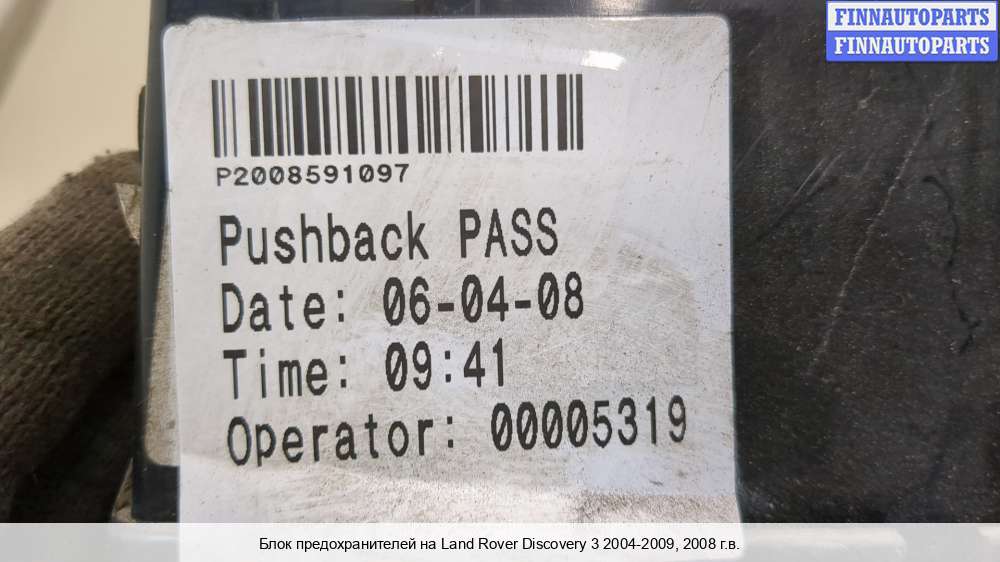 FINNAUTOPARTS
FINNAUTOPARTS
P2008591097
Pushback PASS
Date: 06-04-08
Time: 09:41
Operator: 00005319
Блок предохранителей на Land Rover Discovery 3 2004-2009, 2008 г.в.